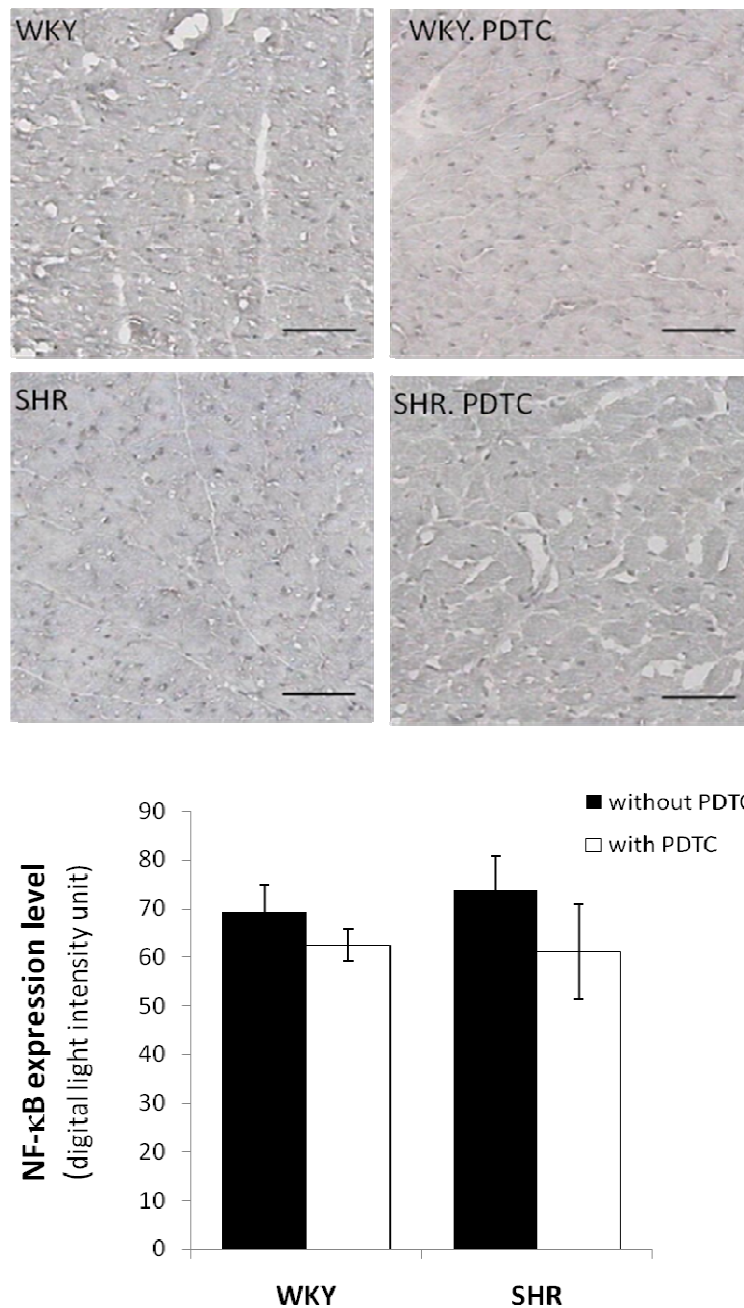 WKY
WKY. PDTC
SHR
SHR. PDTC
without PDTC
with PDTC
NF-κB expression level
(digital light intensity unit)
90
80
70
60
50
40
30
20
10
0
WKY
SHR